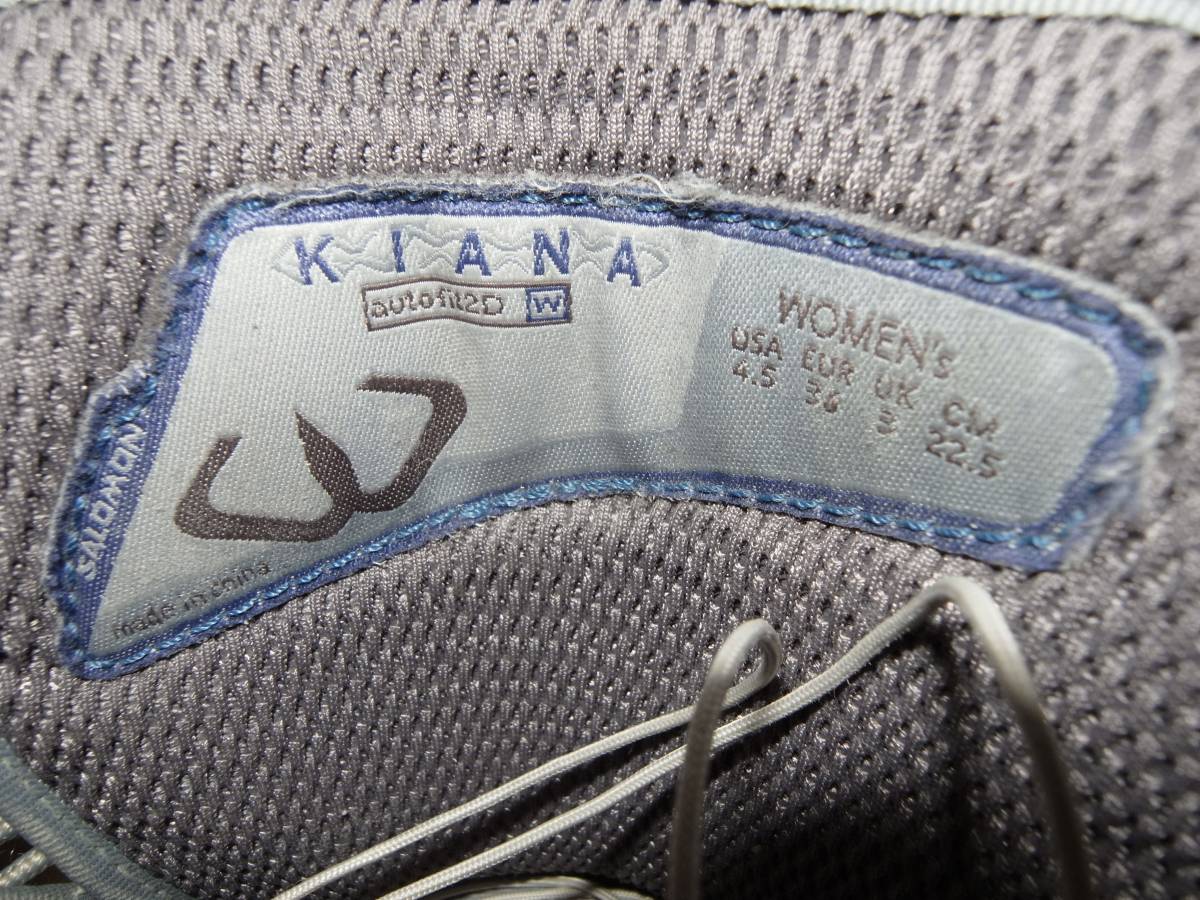 KIANA
autofit2D W
WOMEN's
USA EUR UK CM.
4.5 36 3 22.5
SALOMON
made in china